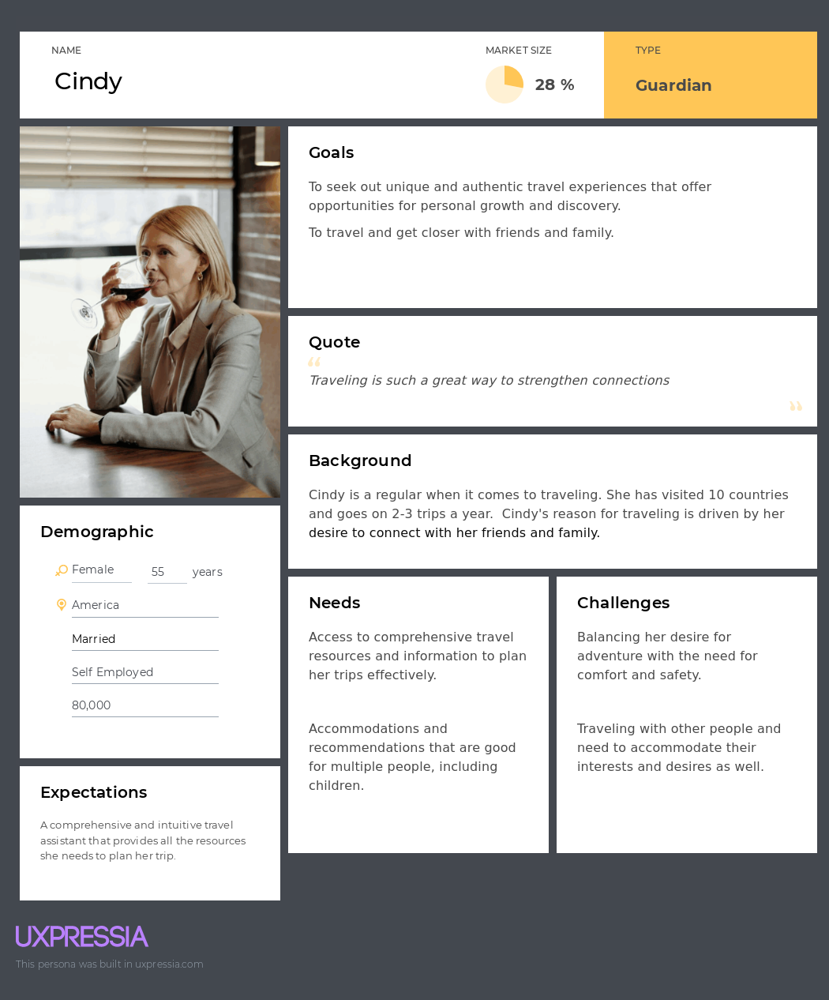 NAME
Cindy
MARKET SIZE
28 %
TYPE
Guardian
Goals
To seek out unique and authentic travel experiences that offer
opportunities for personal growth and discovery.
To travel and get closer with friends and family.
Quote
“
Traveling is such a great way to strengthen connections
”
Background
Cindy is a regular when it comes to traveling. She has visited 10 countries
and goes on 2-3 trips a year.  Cindy's reason for traveling is driven by her
desire to connect with her friends and family.
Demographic
Female 55 years
America
Married
Self Employed
80,000
Expectations
A comprehensive and intuitive travel
assistant that provides all the resources
she needs to plan her trip.
Needs
Access to comprehensive travel
resources and information to plan
her trips effectively.
Accommodations and
recommendations that are good
for multiple people, including
children.
Challenges
Balancing her desire for
adventure with the need for
comfort and safety.
Traveling with other people and
need to accommodate their
interests and desires as well.
UXPRESSIA
This persona was built in uxpressia.com